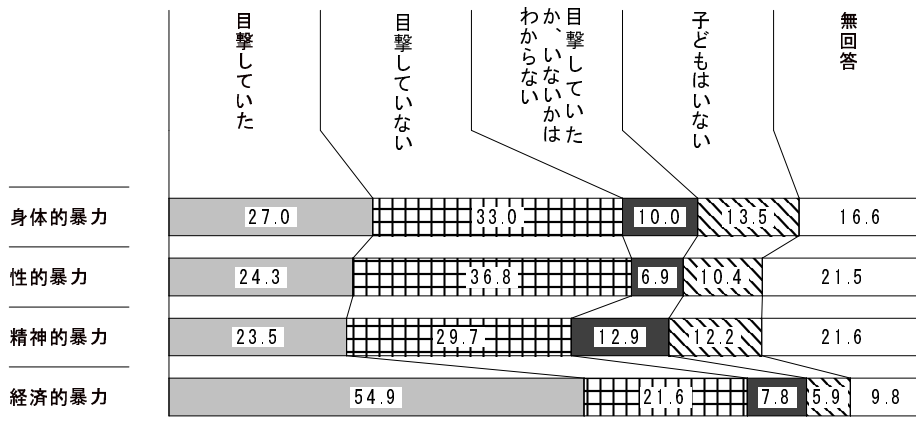 目撃していた
目撃していない
目撃していた
か、いないかは
わからない
子どもはいない
無回答
身体的暴力
27.0
33.0
10.0
13.5
16.6
性的暴力
24.3
36.8
6.9
10.4
21.5
精神的暴力
23.5
29.7
12.9
12.2
21.6
経済的暴力
54.9
21.6
7.8
5.9
9.8